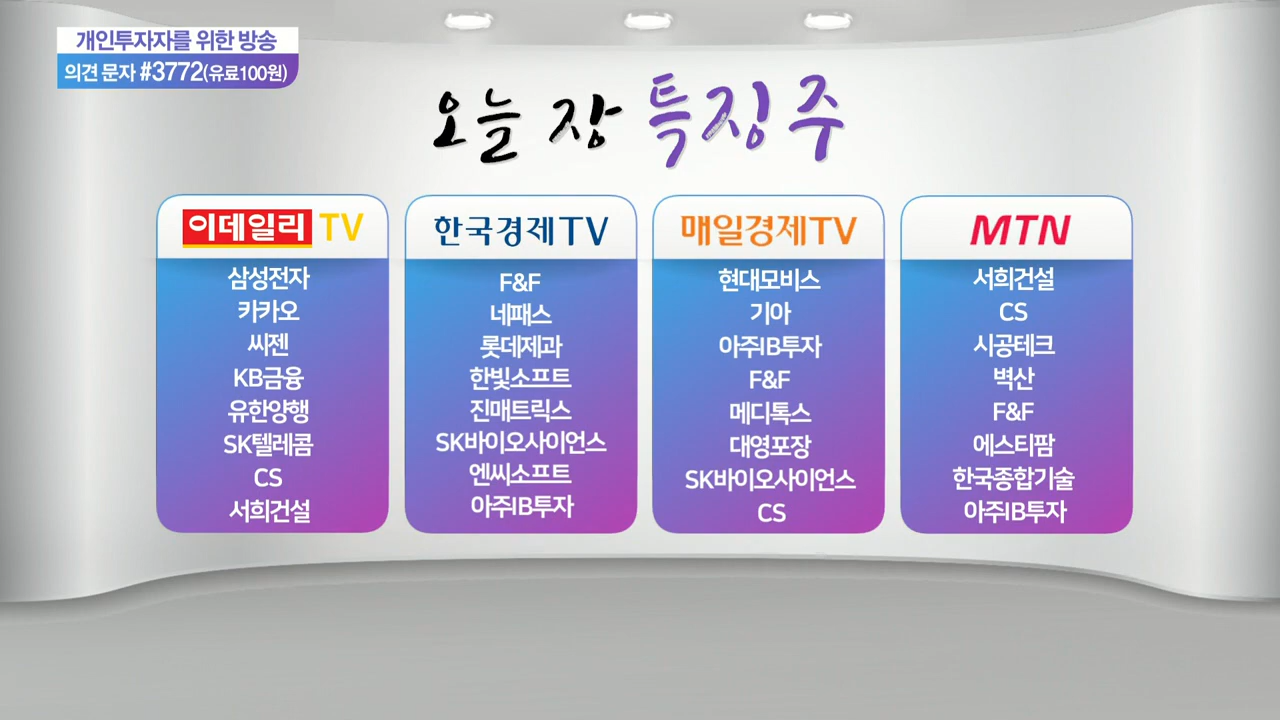 개인투자자를 위한 방송
의견 문자 #3772(유료100원)
오늘 장 특징주
이데일리 TV
삼성전자
카카오
씨젠
KB금융
유한양행
SK텔레콤
CS
서희건설
한국경제TV
F&F
네패스
롯데제과
한빛소프트
진매트릭스
SK바이오사이언스
엔씨소프트
아주IB투자
매일경제TV
현대모비스
기아
아주IB투자
F&F
메디톡스
대영포장
SK바이오사이언스
CS
MTN
서희건설
CS
시공테크
벽산
F&F
에스티팜
한국종합기술
아주IB투자